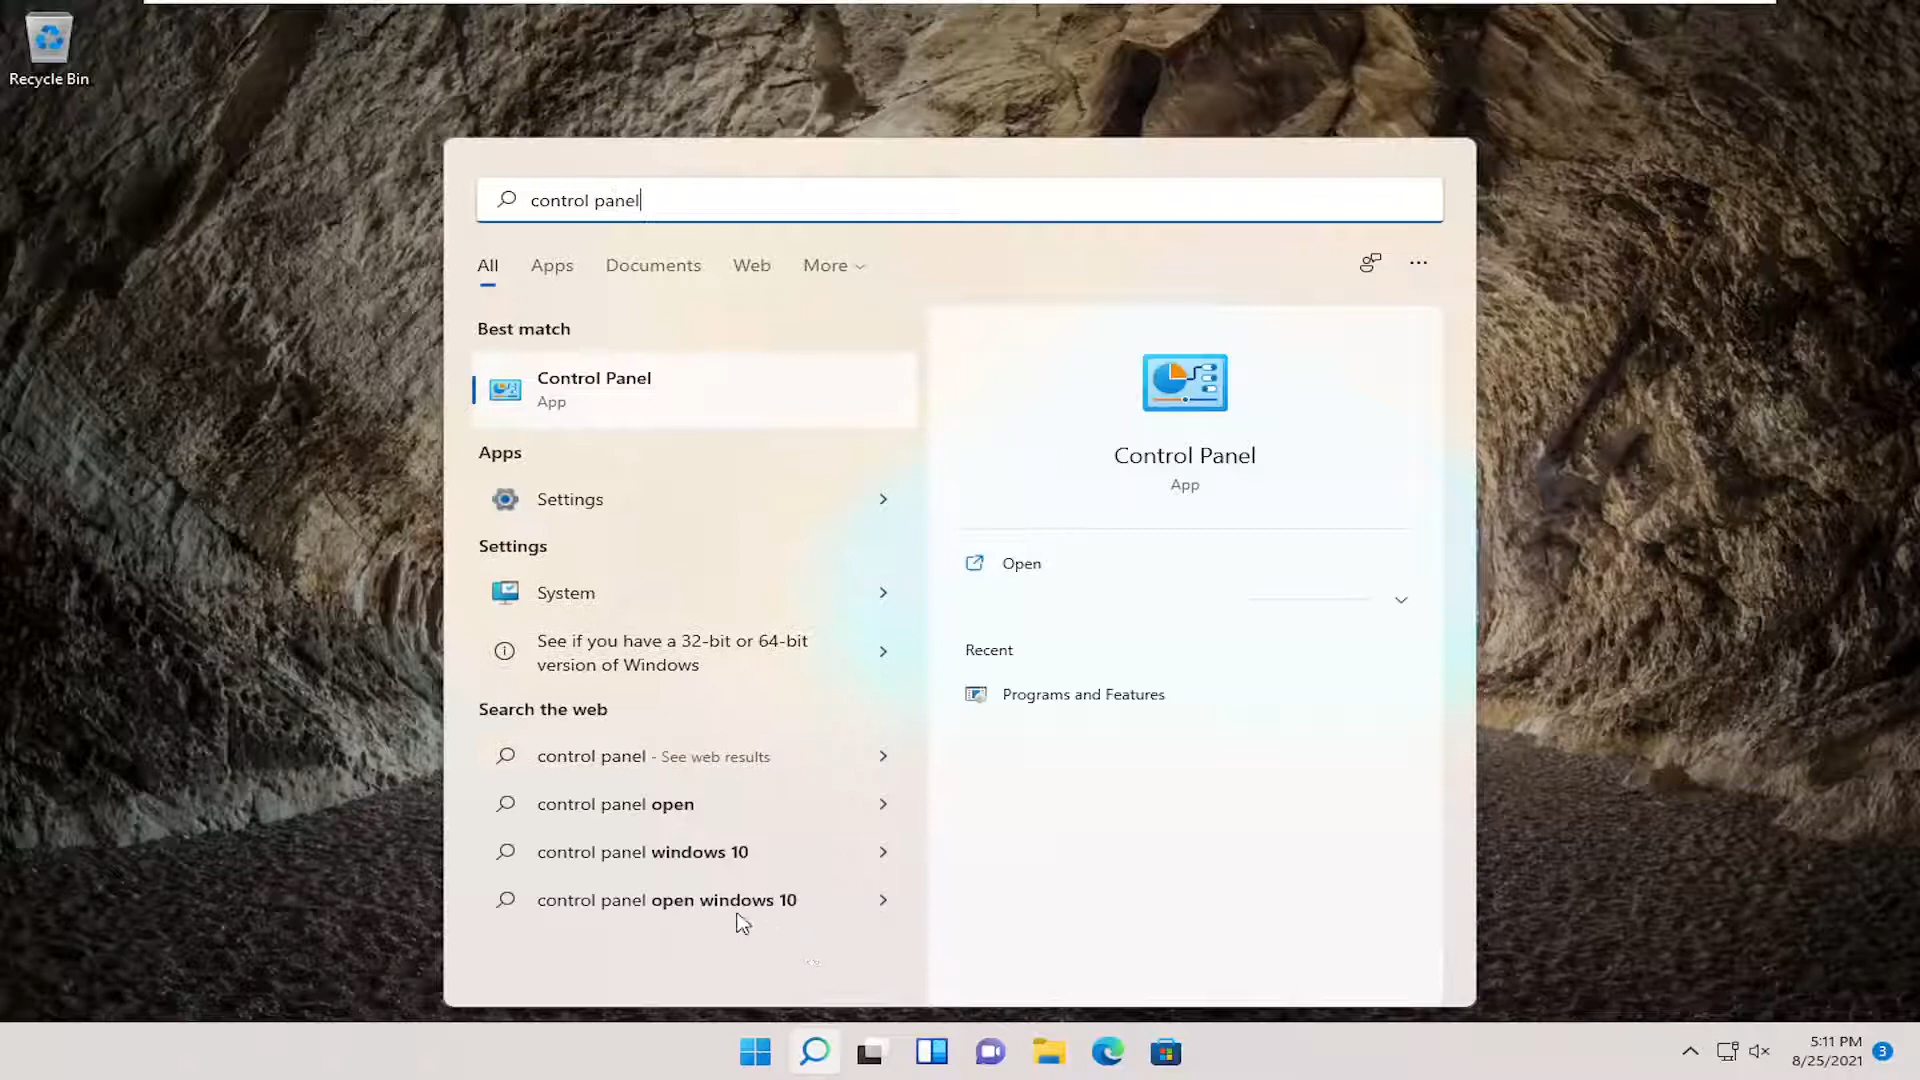 Recycle Bin
control panel
All Apps Documents Web More
Best match
Control Panel
App
Apps
Settings
Settings
System
See if you have a 32-bit or 64-bit
version of Windows
Search the web
control panel - See web results
control panel open
control panel windows 10
control panel open windows 10
Control Panel
App
Open
Recent
Programs and Features
5:11 PM
8/25/2021
3